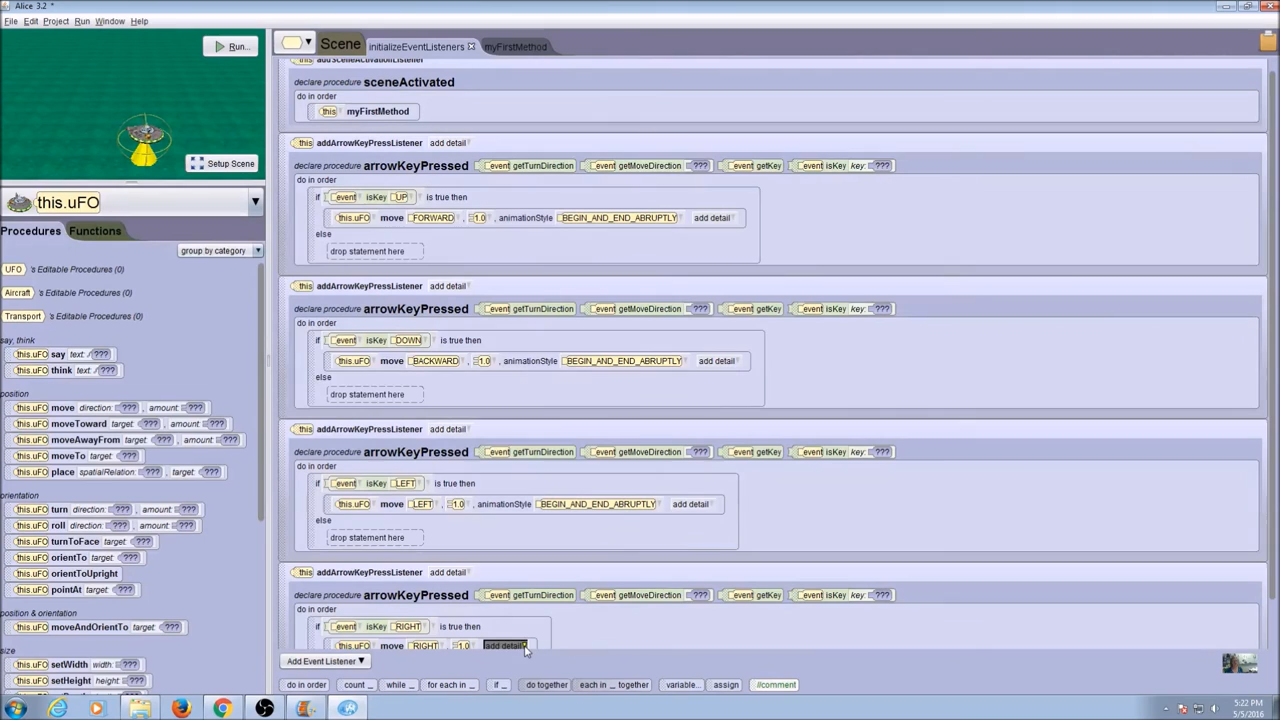 Alice 3.2 *
File Edit Project Run Window Help
Run...
Setup Scene
this.uFO
Procedures Functions
group by category
UFO 's Editable Procedures (0)
Aircraft 's Editable Procedures (0)
Transport 's Editable Procedures (0)
say, think
this.uFO say text: ???
this.uFO think text: ???
position
this.uFO move direction: ??? , amount: ???
this.uFO moveToward target: ??? , amount: ???
this.uFO moveAwayFrom target: ??? , amount: ???
this.uFO moveTo target: ???
this.uFO place spatialRelation: ??? , target: ???
orientation
this.uFO turn direction: ??? , amount: ???
this.uFO roll direction: ??? , amount: ???
this.uFO turnToFace target: ???
this.uFO orientTo target: ???
this.uFO orientToUpright
this.uFO pointAt target: ???
position & orientation
this.uFO moveAndOrientTo target: ???
size
this.uFO setWidth width: ???
this.uFO setHeight height: ???
Scene initializeEventListeners myFirstMethod
this addSceneActivationListener
declare procedure sceneActivated
do in order
this myFirstMethod
this addArrowKeyPressListener add detail
declare procedure arrowKeyPressed event getTurnDirection event getMoveDirection ??? event getKey event isKey key: ???
do in order
if event isKey UP is true then
this.uFO move FORWARD , 1.0 , animationStyle BEGIN_AND_END_ABRUPTLY add detail
else
drop statement here
this addArrowKeyPressListener add detail
declare procedure arrowKeyPressed event getTurnDirection event getMoveDirection ??? event getKey event isKey key: ???
do in order
if event isKey DOWN is true then
this.uFO move BACKWARD , 1.0 , animationStyle BEGIN_AND_END_ABRUPTLY add detail
else
drop statement here
this addArrowKeyPressListener add detail
declare procedure arrowKeyPressed event getTurnDirection event getMoveDirection ??? event getKey event isKey key: ???
do in order
if event isKey LEFT is true then
this.uFO move LEFT , 1.0 , animationStyle BEGIN_AND_END_ABRUPTLY add detail
else
drop statement here
this addArrowKeyPressListener add detail
declare procedure arrowKeyPressed event getTurnDirection event getMoveDirection ??? event getKey event isKey key: ???
do in order
if event isKey RIGHT is true then
this.uFO move RIGHT , 1.0 add detail
Add Event Listener
do in order count _ while _ for each in _ if _ do together each in _ together variable... assign //comment
5:22 PM
5/5/2016